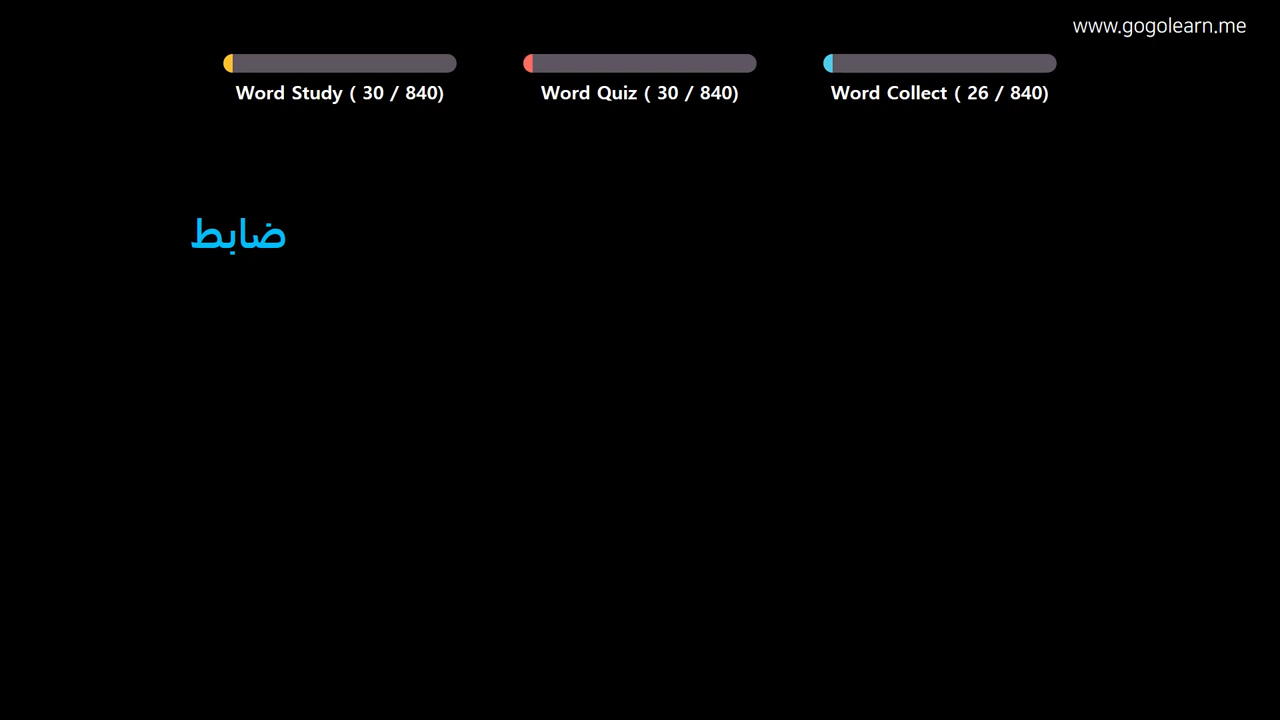 www.gogolearn.me
Word Study ( 30 / 840)
Word Quiz ( 30 / 840)
Word Collect ( 26 / 840)
ضابط